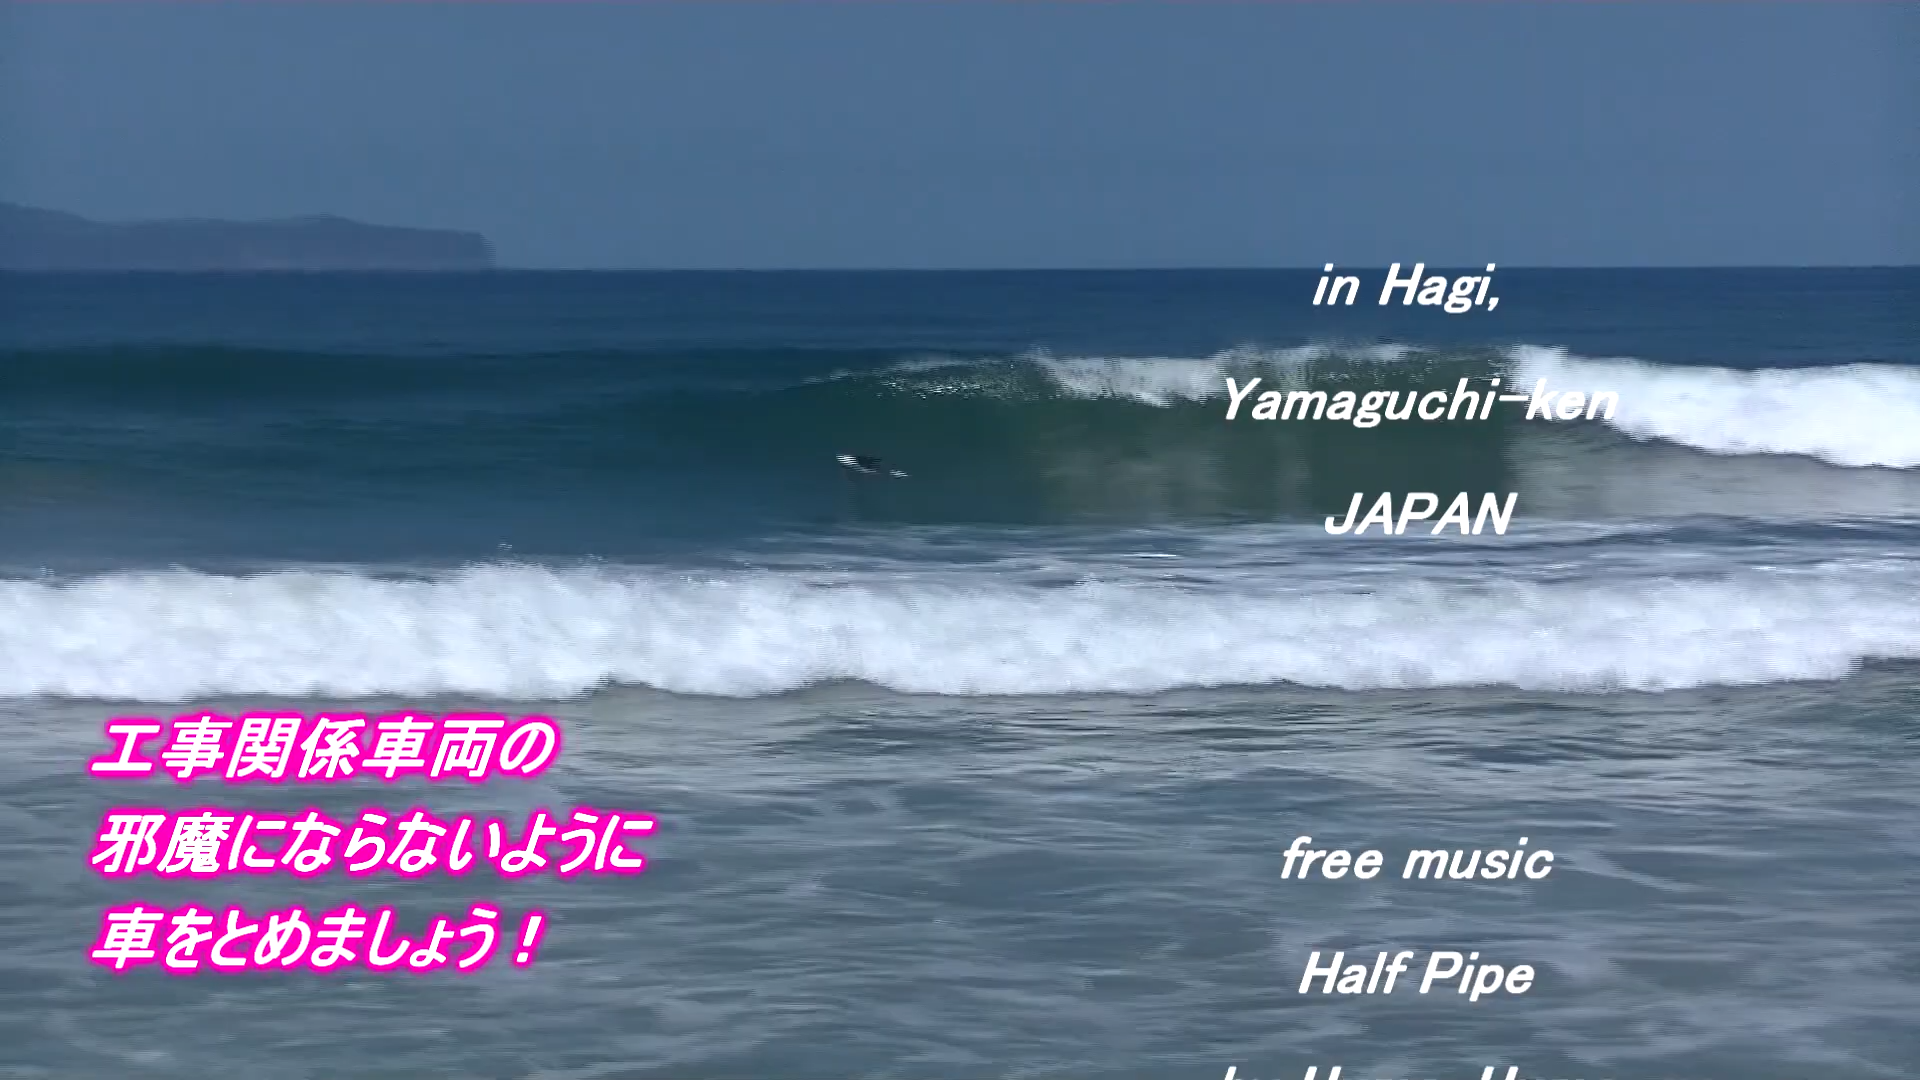 in Hagi,
Yamaguchi-ken
JAPAN
工事関係車両の
邪魔にならないように
車をとめましょう！
free music
Half Pipe